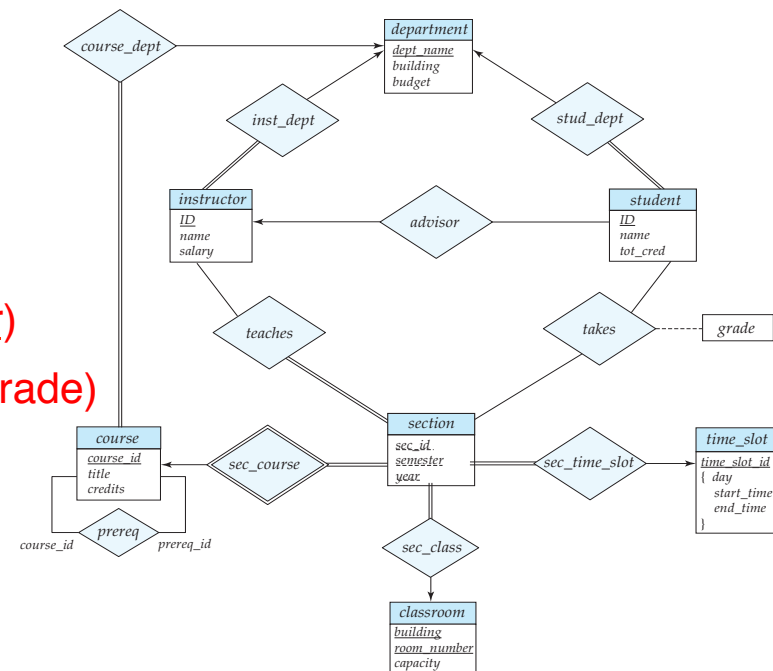 department
dept_name
building
budget
course_dept
inst_dept
stud_dept
instructor
ID
name
salary
advisor
student
ID
name
tot_cred
teaches
takes
grade
)
rade)
course
course_id
title
credits
sec_course
section
sec_id
semester
year
sec_time_slot
time_slot
time_slot_id
{ day
start_time
end_time
}
prereq
course_id
prereq_id
sec_class
classroom
building
room_number
capacity